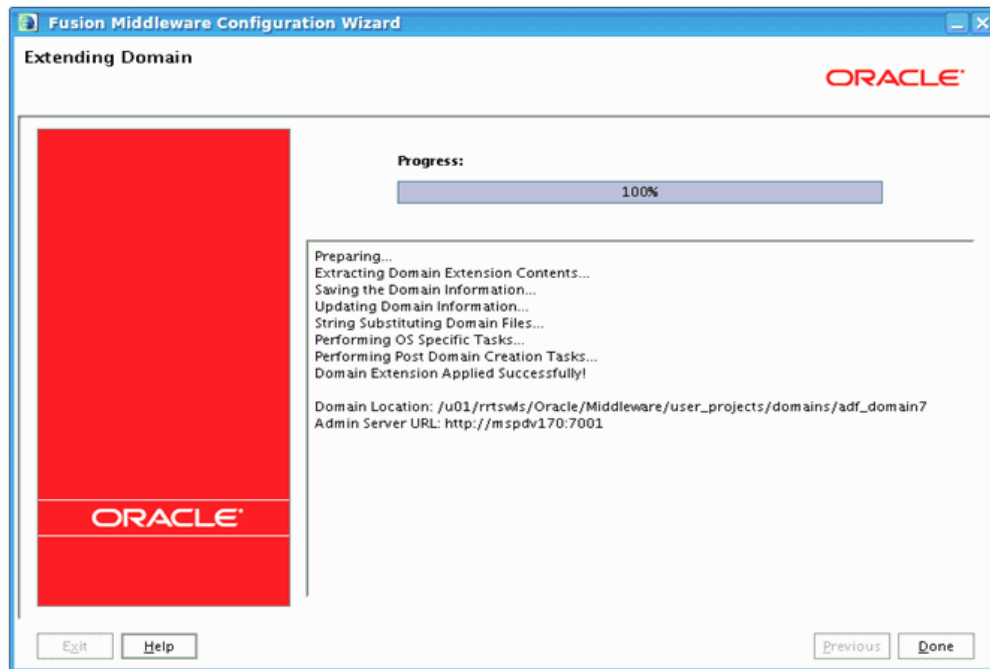 Fusion Middleware Configuration Wizard
Extending Domain
ORACLE
Progress:
100%
Preparing...
Extracting Domain Extension Contents...
Saving the Domain Information...
Updating Domain Information...
String Substituting Domain Files...
Performing OS Specific Tasks...
Performing Post Domain Creation Tasks...
Domain Extension Applied Successfully!
Domain Location: /u01/rrtswls/Oracle/Middleware/user_projects/domains/adf_domain7
Admin Server URL: http://mspdv170:7001
ORACLE
Exit Help Previous Done